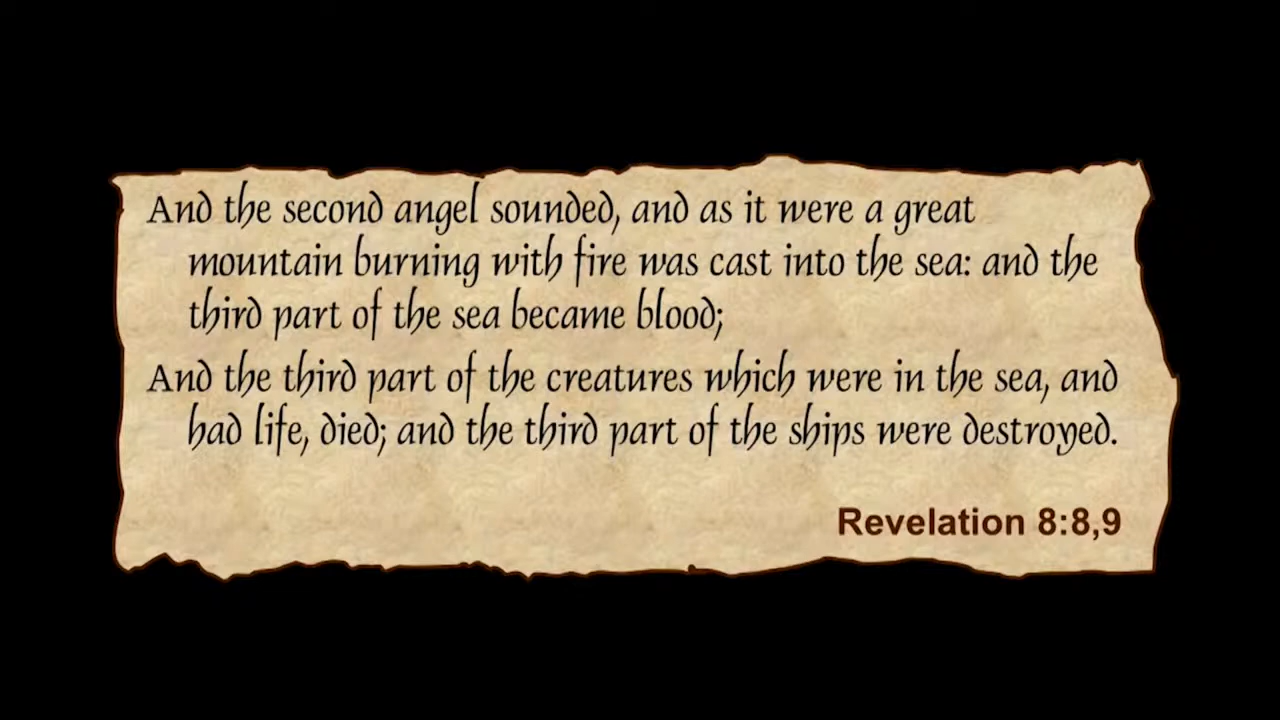 And the second angel sounded, and as it were a great
mountain burning with fire was cast into the sea: and the
third part of the sea became blood;
And the third part of the creatures which were in the sea, and
had life, died; and the third part of the ships were destroyed.
Revelation 8:8,9